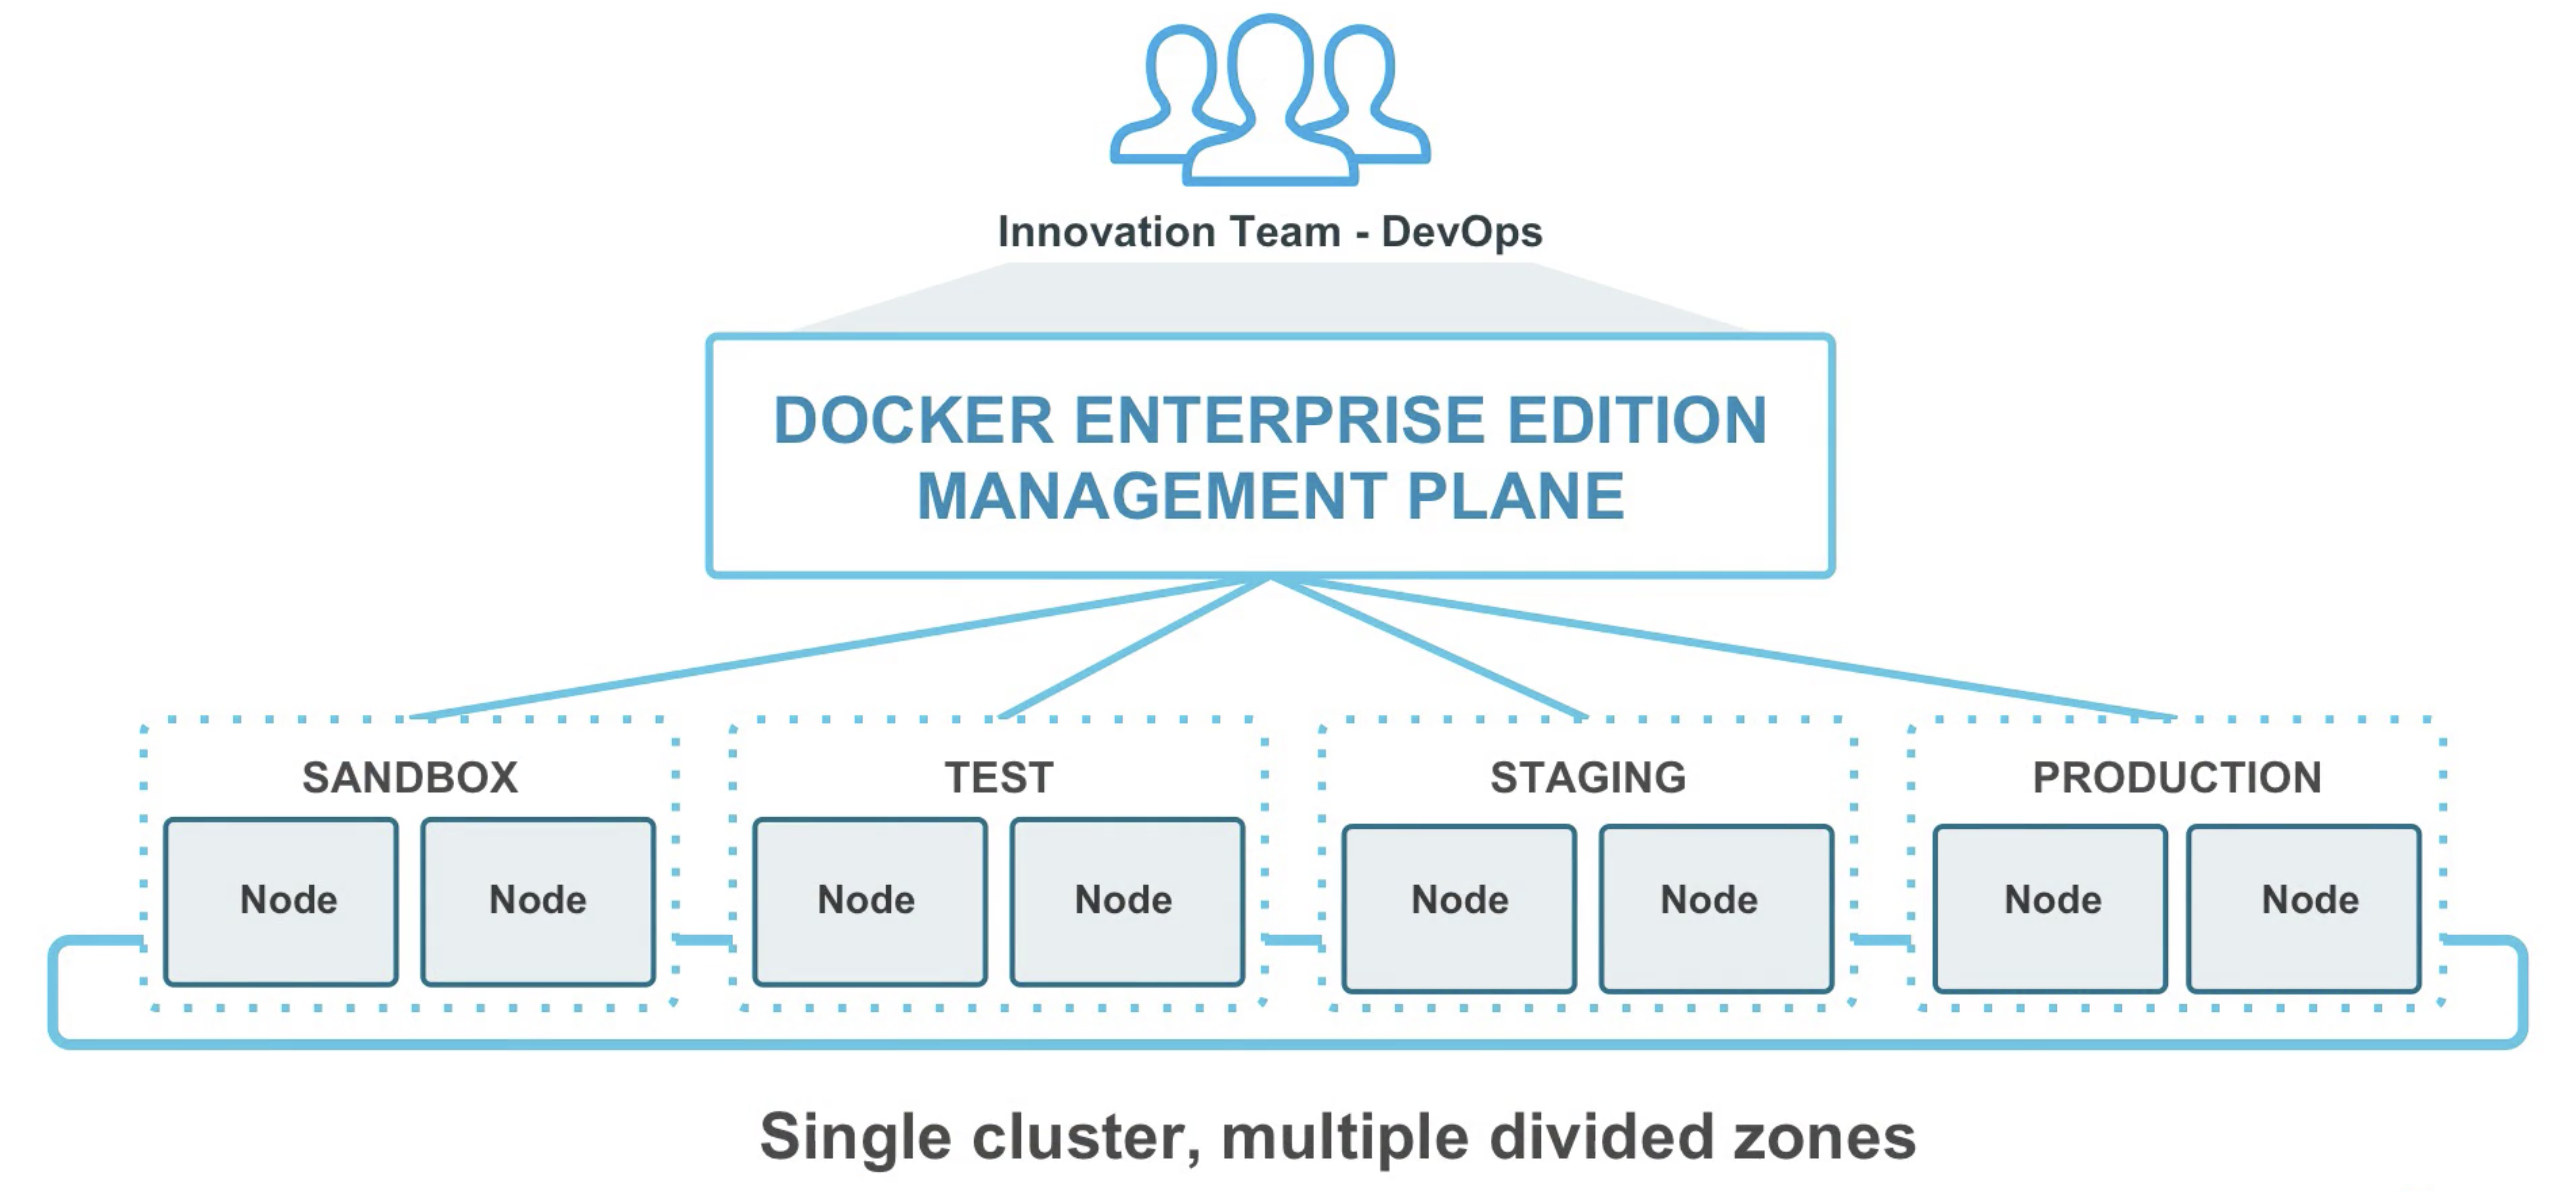 Innovation Team - DevOps
DOCKER ENTERPRISE EDITION
MANAGEMENT PLANE
SANDBOX
TEST
STAGING
PRODUCTION
Node
Node
Node
Node
Node
Node
Node
Node
Single cluster, multiple divided zones